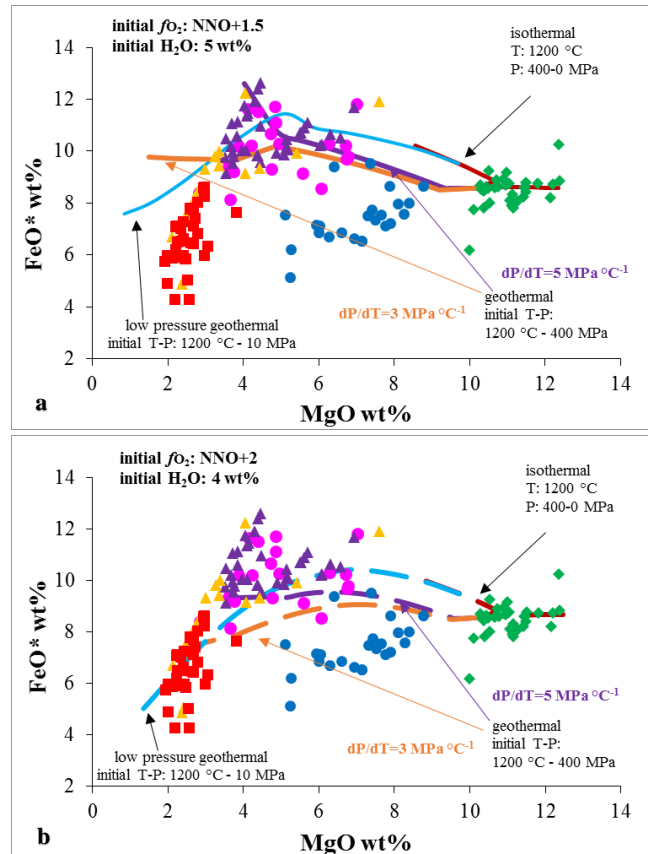 initial fO2: NNO+1.5
initial H2O: 5 wt%
isothermal
T: 1200 °C
P: 400-0 MPa
14
12
10
8
6
4
2
FeO* wt%
dP/dT=5 MPa °C-1
dP/dT=3 MPa °C-1
geothermal
initial T-P:
1200 °C - 400 MPa
low pressure geothermal
initial T-P: 1200 °C - 10 MPa
0 2 4 6 8 10 12 14
a
MgO wt%
initial fO2: NNO+2
initial H2O: 4 wt%
isothermal
T: 1200 °C
P: 400-0 MPa
14
12
10
8
6
4
2
FeO* wt%
dP/dT=5 MPa °C-1
geothermal
initial T-P:
1200 °C - 400 MPa
dP/dT=3 MPa °C-1
low pressure geothermal
initial T-P: 1200 °C - 10 MPa
0 2 4 6 8 10 12 14
b
MgO wt%